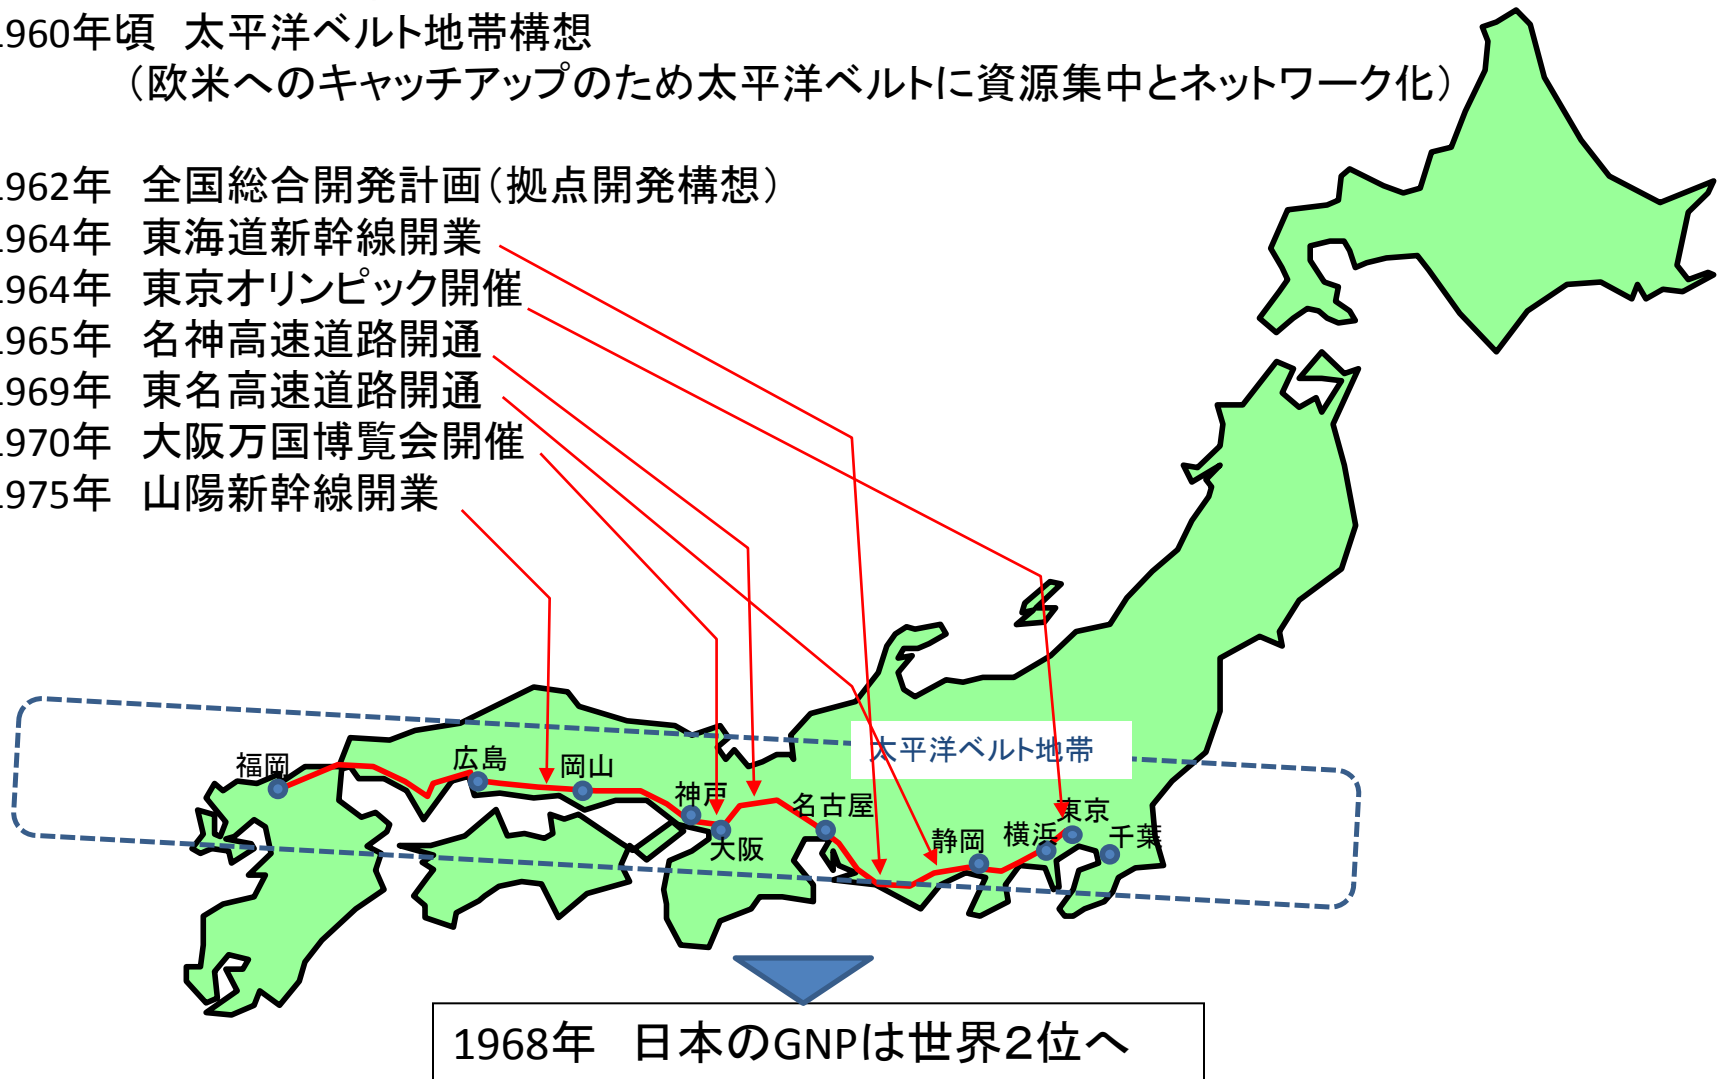 1960年頃　太平洋ベルト地帯構想
（欧米へのキャッチアップのため太平洋ベルトに資源集中とネットワーク化）
1962年　全国総合開発計画（拠点開発構想）
1964年　東海道新幹線開業
1964年　東京オリンピック開催
1965年　名神高速道路開通
1969年　東名高速道路開通
1970年　大阪万国博覧会開催
1975年　山陽新幹線開業
太平洋ベルト地帯
福岡
広島
岡山
神戸
大阪
名古屋
静岡
横浜
東京
千葉
1968年　日本のGNPは世界２位へ